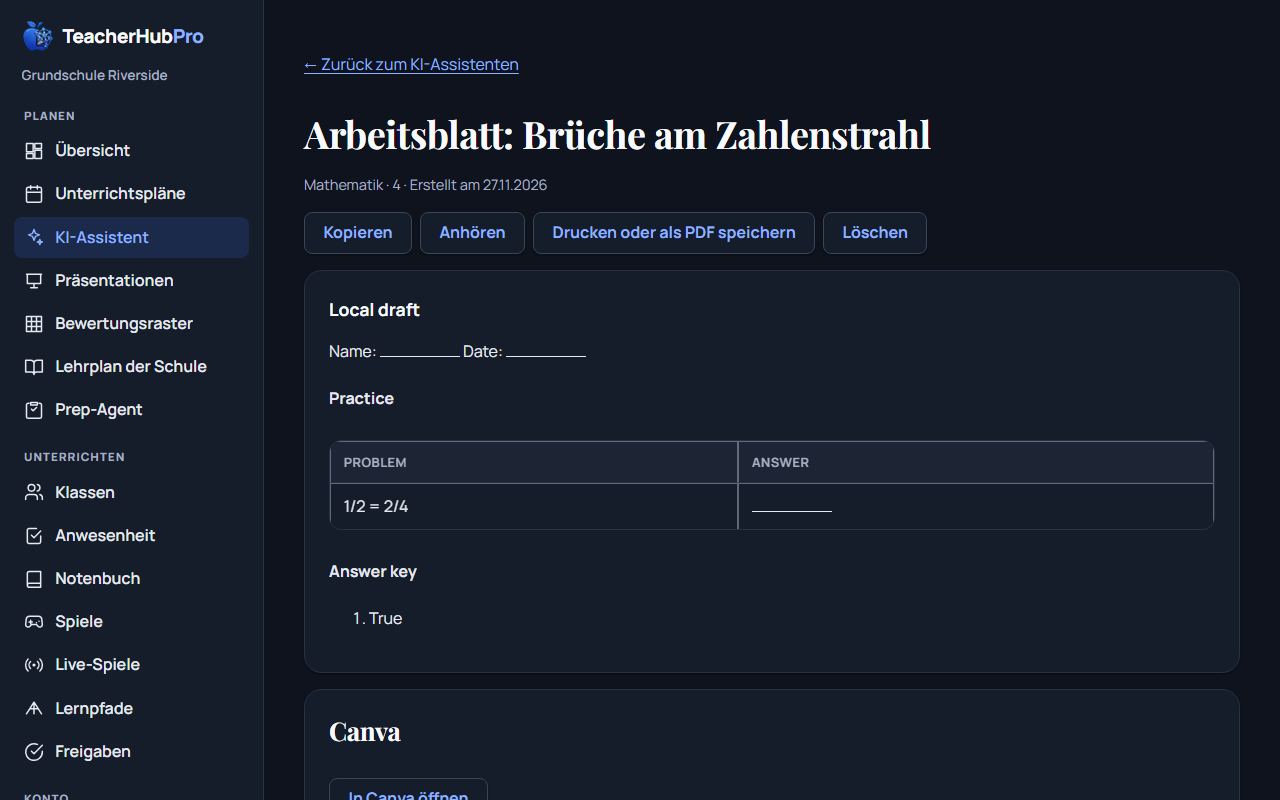 TeacherHubPro
Grundschule Riverside
PLANEN
Übersicht
Unterrichtspläne
KI-Assistent
Präsentationen
Bewertungsraster
Lehrplan der Schule
Prep-Agent
UNTERRICHTEN
Klassen
Anwesenheit
Notenbuch
Spiele
Live-Spiele
Lernpfade
Freigaben
KONTO
← Zurück zum KI-Assistenten
Arbeitsblatt: Brüche am Zahlenstrahl
Mathematik · 4 · Erstellt am 27.11.2026
Kopieren Anhören Drucken oder als PDF speichern Löschen
Local draft
Name: __________ Date: __________
Practice
PROBLEM ANSWER
1/2 = 2/4 __________
Answer key
1. True
Canva
In Canva öffnen